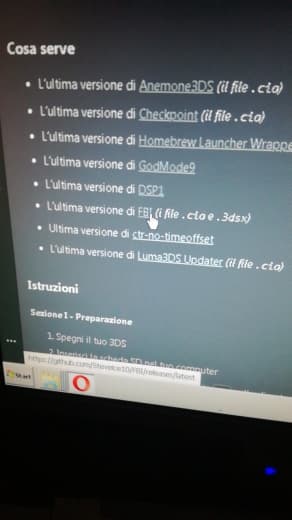 Cosa serve
• L'ultima versione di Anemone3DS (il file .cia)
• L'ultima versione di Checkpoint (il file .cia)
• L'ultima versione di Homebrew Launcher Wrappe
• L'ultima versione di GodMode9
• L'ultima versione di DSP1
• L'ultima versione di FBI (i file .cia e .3dsx)
• Ultima versione di ctr-no-timeoffset
• L'ultima versione di Luma3DS Updater (il file .cia)
Istruzioni
Sezione I - Preparazione
1. Spegni il tuo 3DS
2. Inserisci la scheda SD nel tuo computer
https://github.com/Steveice10/FBI/releases/latest
Start